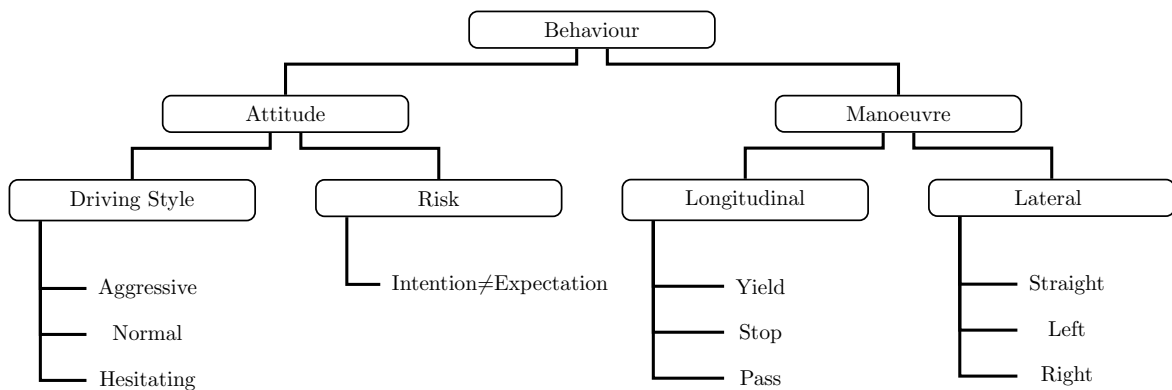 Behaviour
Attitude
Manoeuvre
Driving Style
Risk
Longitudinal
Lateral
Aggressive
Normal
Hesitating
Intention≠Expectation
Yield
Stop
Pass
Straight
Left
Right